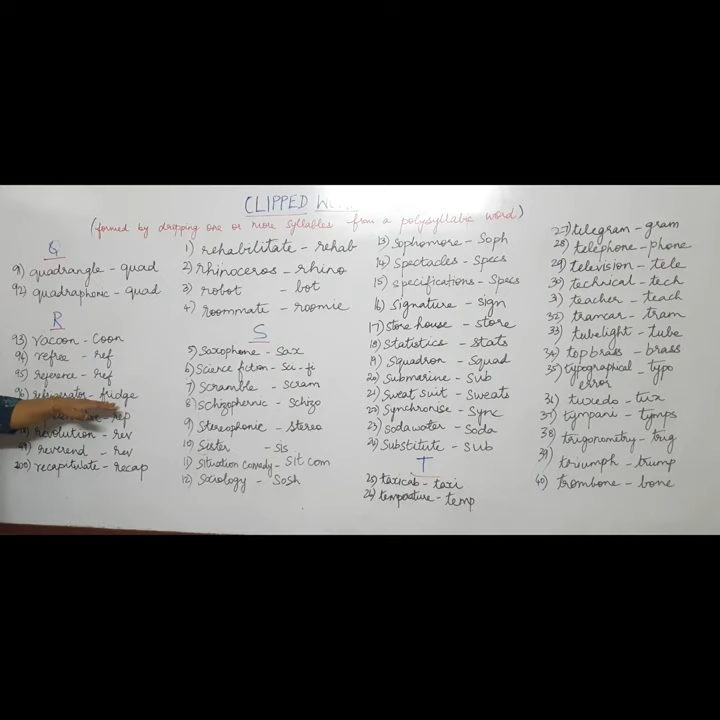 CLIPPED WO
(formed by dropping one or more syllables from a polysyllabic word)
Q
91) quadrangle - quad
92) quadraphonic - quad
R
93) racoon - Coon
94) refree - ref
95) reference - ref
96) refrigerator - fridge
- rep
revolution - rev
99) reverend - rev
200) recapitulate - recap
1) rehabilitate - rehab
2) rhinoceros - rhino
3) robot - bot
4) roommate - roomie
S
5) Saxophone - Sax
6) Science fiction - Sci-fi
7) Scramble - Scram
8) Schizophernic - Schizo
9) Stereophonic - stereo
10) Sister - Sis
11) Situation Comedy - Sitcom
12) Sociology - Sosh
13) Sophomore - Soph
14) Spectacles - Specs
15) Specifications - Specs
16) Signature - sign
17) Store house - store
18) Statistics - Stats
19) Squadron - Squad
20) Submarine - Sub
21) Sweat suit - Sweats
22) Synchronise - Sync
23) Sodawater - Soda
24) Substitute - Sub
T
25) taxicab - taxi
26) temperature - temp
27) telegram - gram
28) telephone - phone
29) television - tele
30) technical - tech
31) teacher - teach
32) tramcar - tram
33) tubelight - tube
34) top brass - brass
35) typographical - typo
error
36) tuxedo - tux
37) tympani - tymps
38) trigonometry - trig
39) triumph - trump
40) trombone - bone